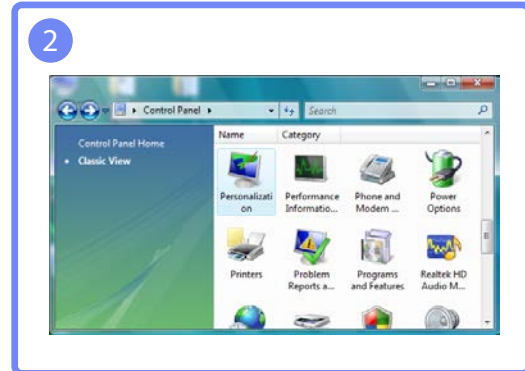 2
Control Panel
Search
Control Panel Home
Classic View
Name Category
Personalizati
on
Performance
Informatio...
Phone and
Modem ...
Power
Options
Printers
Problem
Reports a...
Programs
and Features
Realtek HD
Audio M...